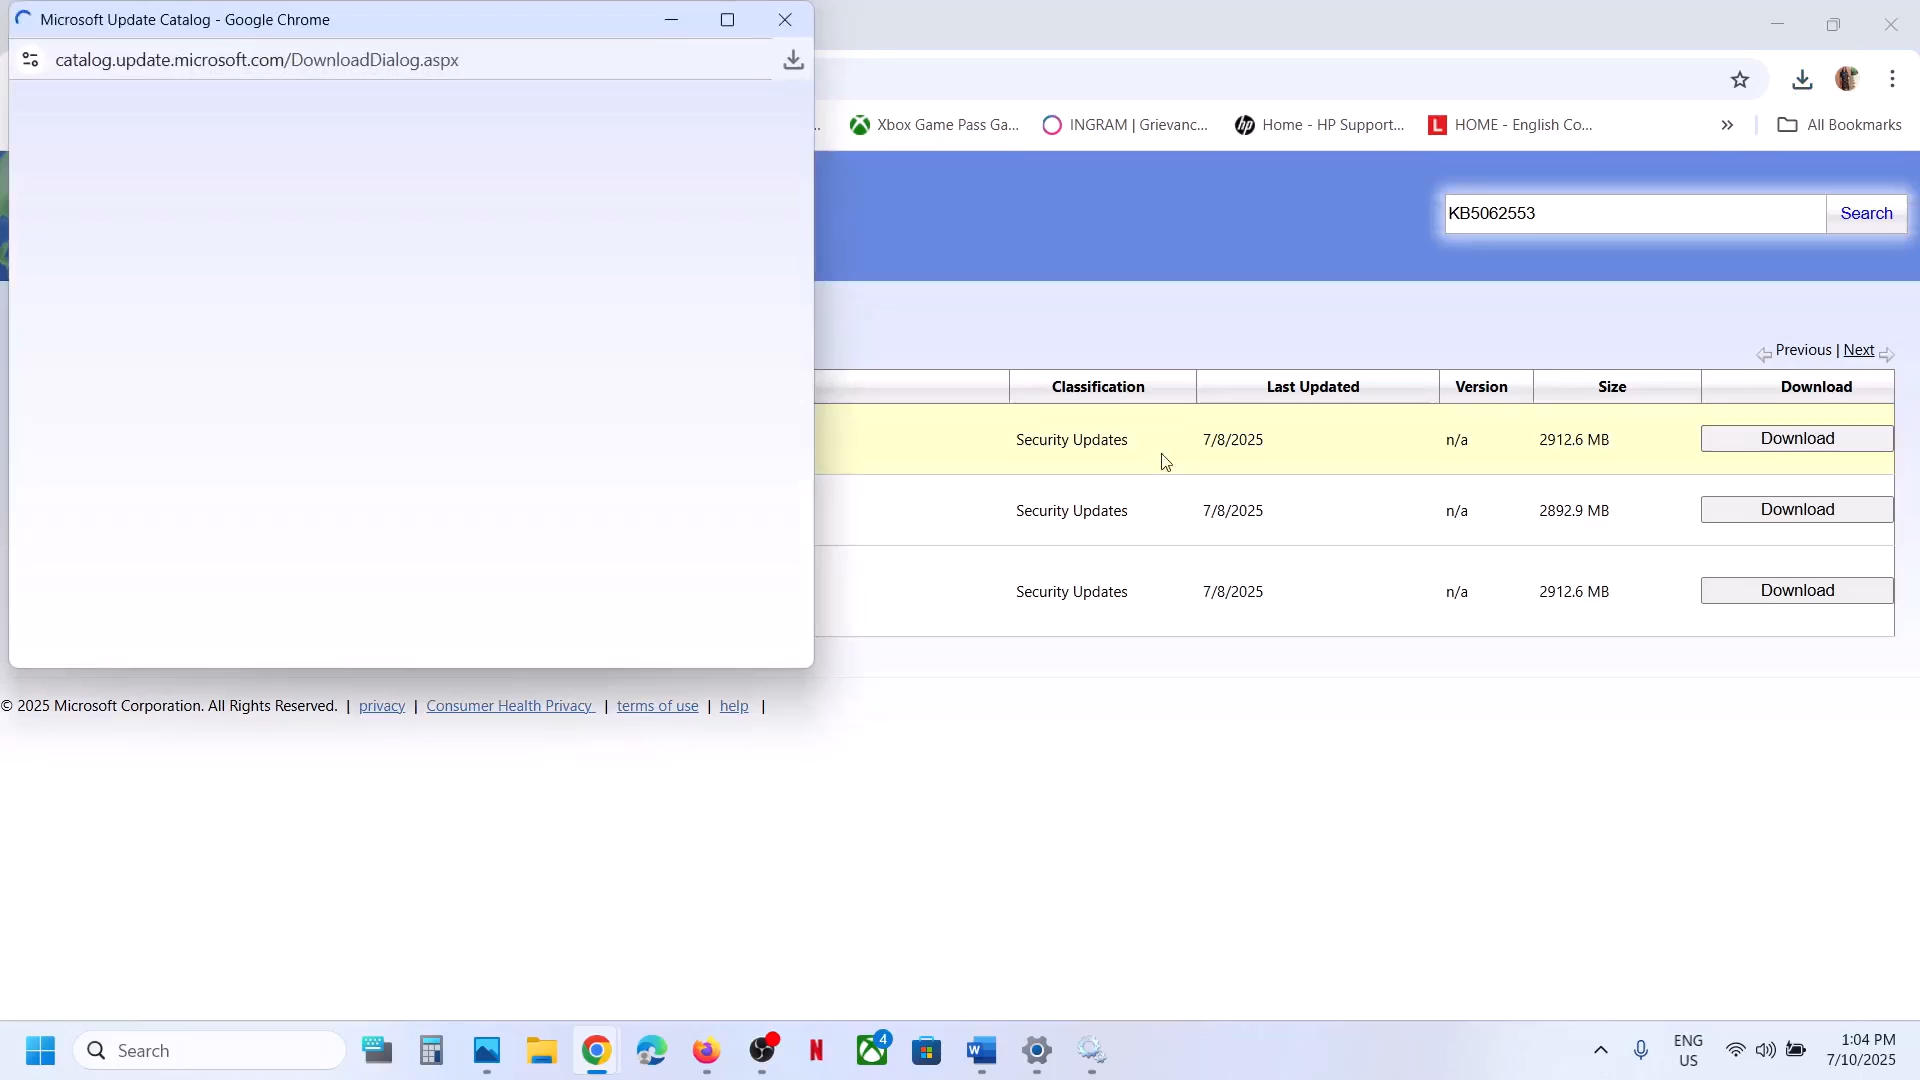 Microsoft Update Catalog - Google Chrome
catalog.update.microsoft.com/DownloadDialog.aspx
... Xbox Game Pass Ga... INGRAM | Grievanc... Home - HP Support... HOME - English Co... » All Bookmarks
KB5062553 Search
Previous | Next
Classification Last Updated Version Size Download
Security Updates 7/8/2025 n/a 2912.6 MB Download
Security Updates 7/8/2025 n/a 2892.9 MB Download
Security Updates 7/8/2025 n/a 2912.6 MB Download
© 2025 Microsoft Corporation. All Rights Reserved. | privacy | Consumer Health Privacy | terms of use | help |
Search 4 ENG US 1:04 PM
7/10/2025